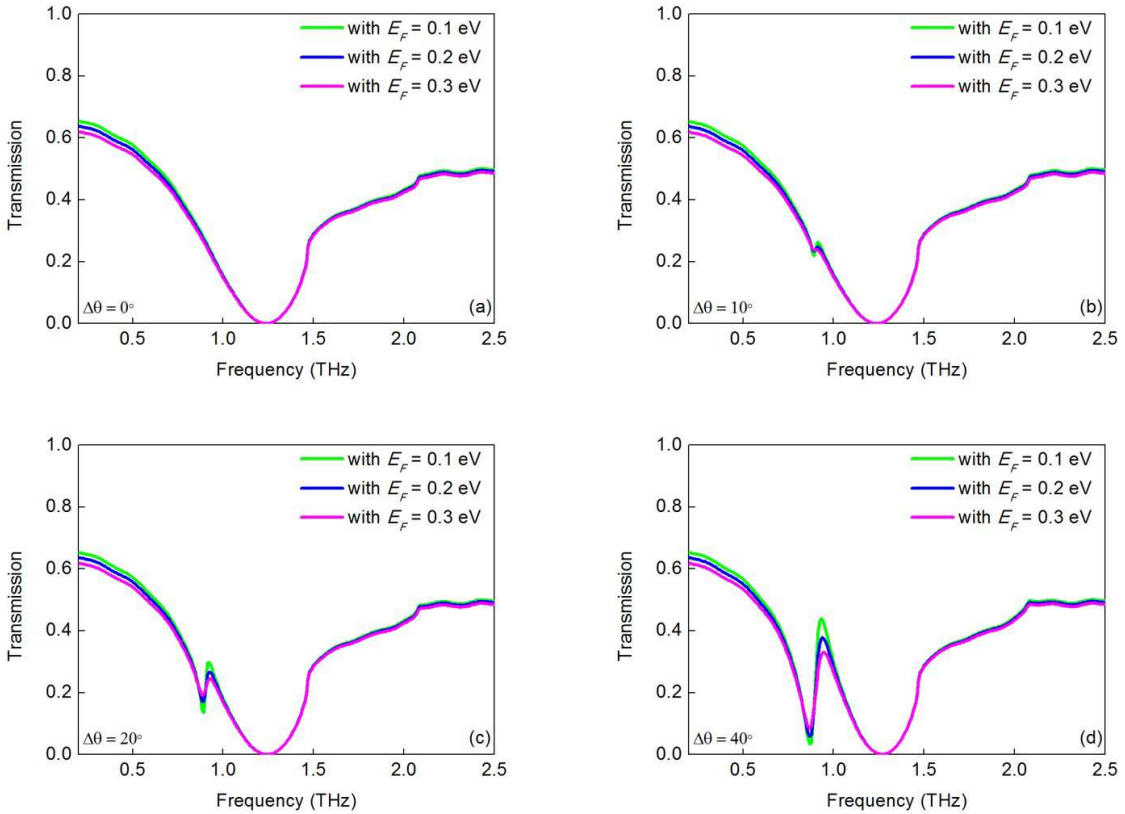 1.0
with E_F = 0.1 eV
0.8
with E_F = 0.2 eV
with E_F = 0.3 eV
0.6
Transmission
0.4
0.2
Δθ = 0°
(a)
0.0
0.5 1.0 1.5 2.0 2.5
Frequency (THz)
1.0
with E_F = 0.1 eV
0.8
with E_F = 0.2 eV
with E_F = 0.3 eV
0.6
Transmission
0.4
0.2
Δθ = 10°
(b)
0.0
0.5 1.0 1.5 2.0 2.5
Frequency (THz)
1.0
with E_F = 0.1 eV
0.8
with E_F = 0.2 eV
with E_F = 0.3 eV
0.6
Transmission
0.4
0.2
Δθ = 20°
(c)
0.0
0.5 1.0 1.5 2.0 2.5
Frequency (THz)
1.0
with E_F = 0.1 eV
0.8
with E_F = 0.2 eV
with E_F = 0.3 eV
0.6
Transmission
0.4
0.2
Δθ = 40°
(d)
0.0
0.5 1.0 1.5 2.0 2.5
Frequency (THz)